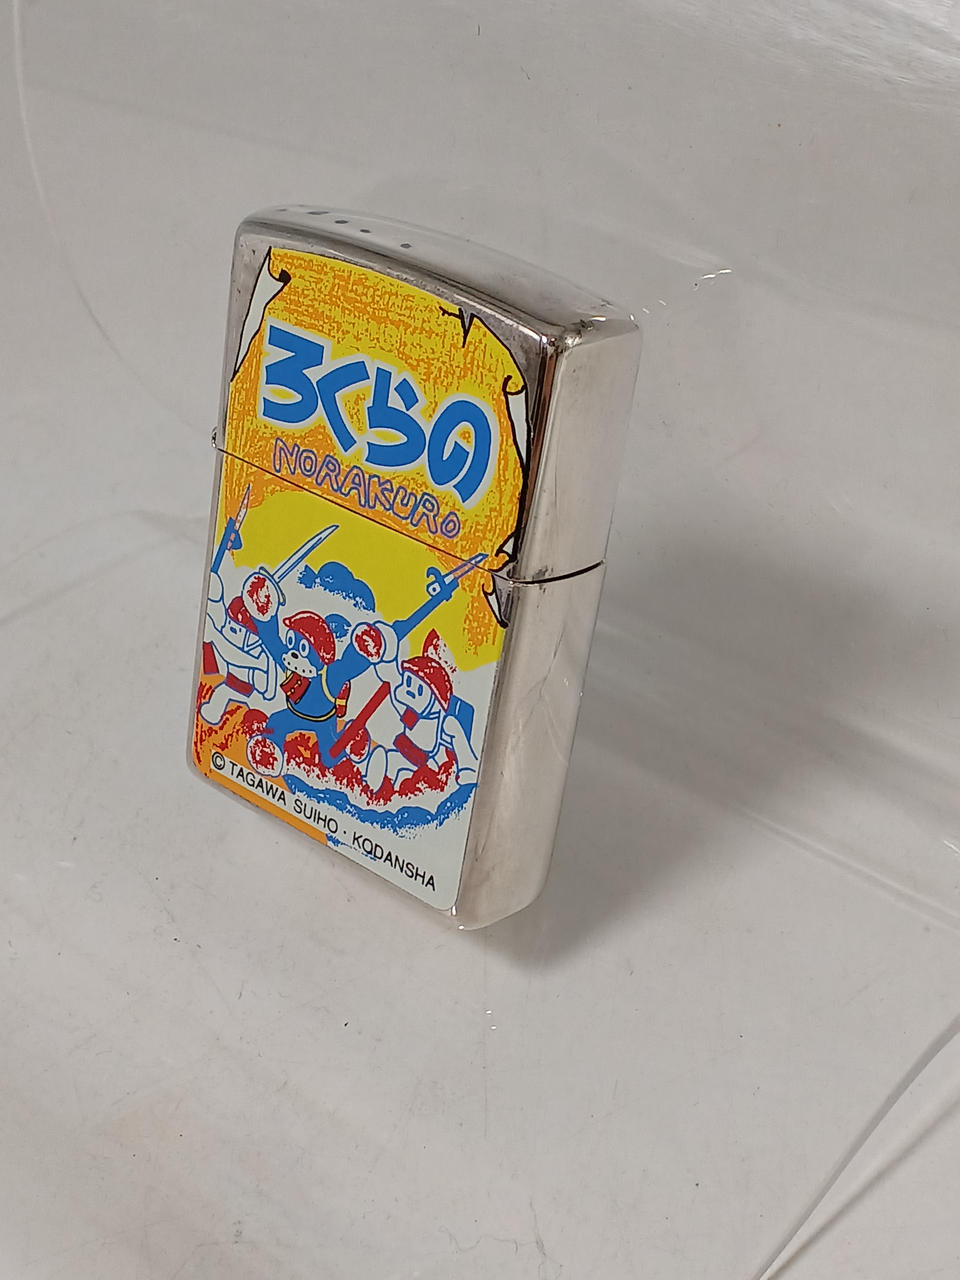 ろくらの
NORAKURO
© TAGAWA SUIHO・KODANSHA